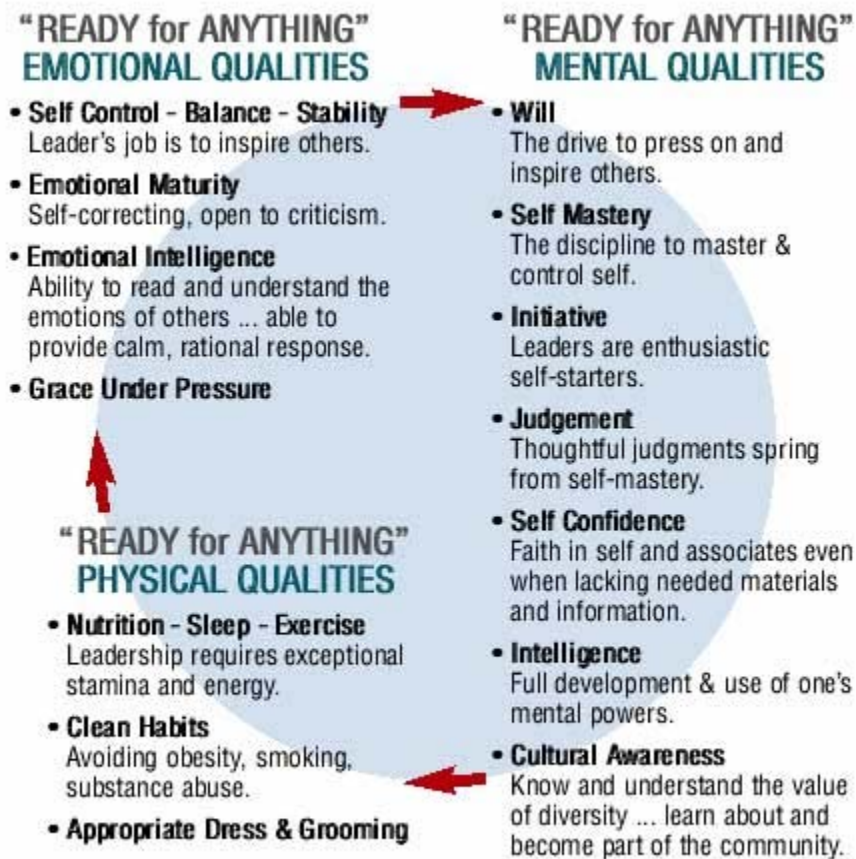 “READY for ANYTHING”
EMOTIONAL QUALITIES
• Self Control - Balance - Stability
Leader's job is to inspire others.
• Emotional Maturity
Self-correcting, open to criticism.
• Emotional Intelligence
Ability to read and understand the
emotions of others ... able to
provide calm, rational response.
• Grace Under Pressure
“READY for ANYTHING”
MENTAL QUALITIES
• Will
The drive to press on and
inspire others.
• Self Mastery
The discipline to master &
control self.
• Initiative
Leaders are enthusiastic
self-starters.
• Judgement
Thoughtful judgments spring
from self-mastery.
• Self Confidence
Faith in self and associates even
when lacking needed materials
and information.
• Intelligence
Full development & use of one's
mental powers.
• Cultural Awareness
Know and understand the value
of diversity ... learn about and
become part of the community.
“READY for ANYTHING”
PHYSICAL QUALITIES
• Nutrition - Sleep - Exercise
Leadership requires exceptional
stamina and energy.
• Clean Habits
Avoiding obesity, smoking,
substance abuse.
• Appropriate Dress & Grooming